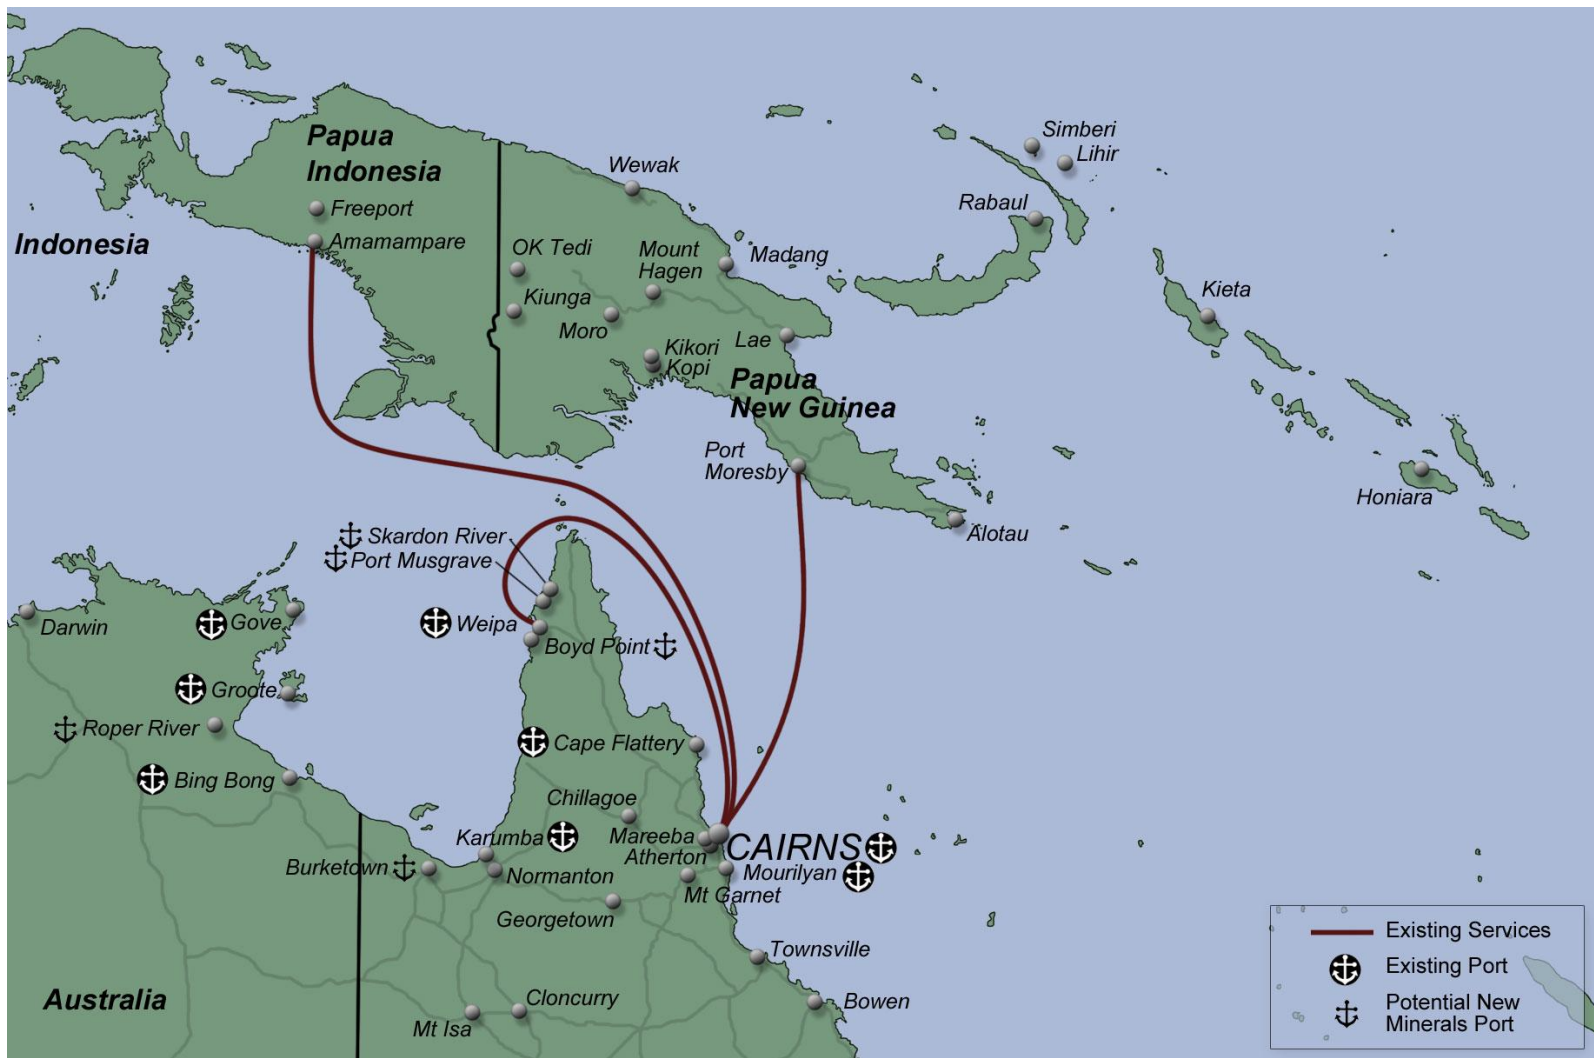 Simberi
Lihir
Papua
Indonesia
Wewak
Freeport
Rabaul
Indonesia
Amamampare
OK Tedi
Mount
Hagen
Madang
Kieta
Kiunga
Moro
Lae
Kikori
Kopi
Papua
New Guinea
Port
Moresby
Honiara
Alotau
Skardon River
Port Musgrave
Darwin
Gove
Weipa
Boyd Point
Groote
Roper River
Cape Flattery
Bing Bong
Chillagoe
Karumba
Mareeba
CAIRNS
Atherton
Burketown
Normanton
Mourilyan
Mt Garnet
Georgetown
Townsville
Australia
Cloncurry
Mt Isa
Bowen
Existing Services
Existing Port
Potential New
Minerals Port